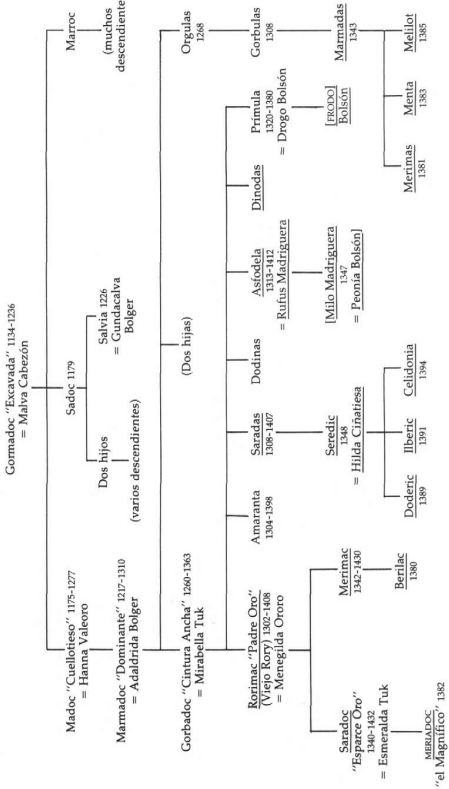 Gormadoc "Excavada" 1134-1236
= Malva Cabezón
Madoc "Cuellotieso" 1175-1277
= Hanna Valeoro
Sadoc 1179
Marroc
Dos hijos
(varios descendientes)
Salvia 1226
= Gundacalva
Bolger
(muchos
descendiente
Marmadoc "Dominante" 1217-1310
= Adaldrida Bolger
Gorbadoc "Cintura Ancha" 1260-1363
= Mirabella Tuk
(Dos hijas)
Orgulas
1268
Rorimac "Padre Oro"
(Viejo Rory) 1302-1408
= Menegilda Ororo
Amaranta
1304-1398
Saradas
1308-1407
Dodinas
Asfodela
1313-1412
= Rufus Madriguera
Dinodas
Prímula
1320-1380
= Drogo Bolsón
Gorbulas
1308
Saradoc
"Esparce Oro"
1340-1432
= Esmeralda Tuk
Merimac
1342-1430
Seredic
1348
= Hilda Ciñatiesa
[Milo Madriguera
1347
= Peonía Bolsón]
[FRODO]
Bolsón
Marmadas
1343
MERIADOC
"el Magnífico" 1382
Berilac
1380
Doderic
1389
Ilberic
1391
Celidonia
1394
Merimas
1381
Menta
1383
Melilot
1385